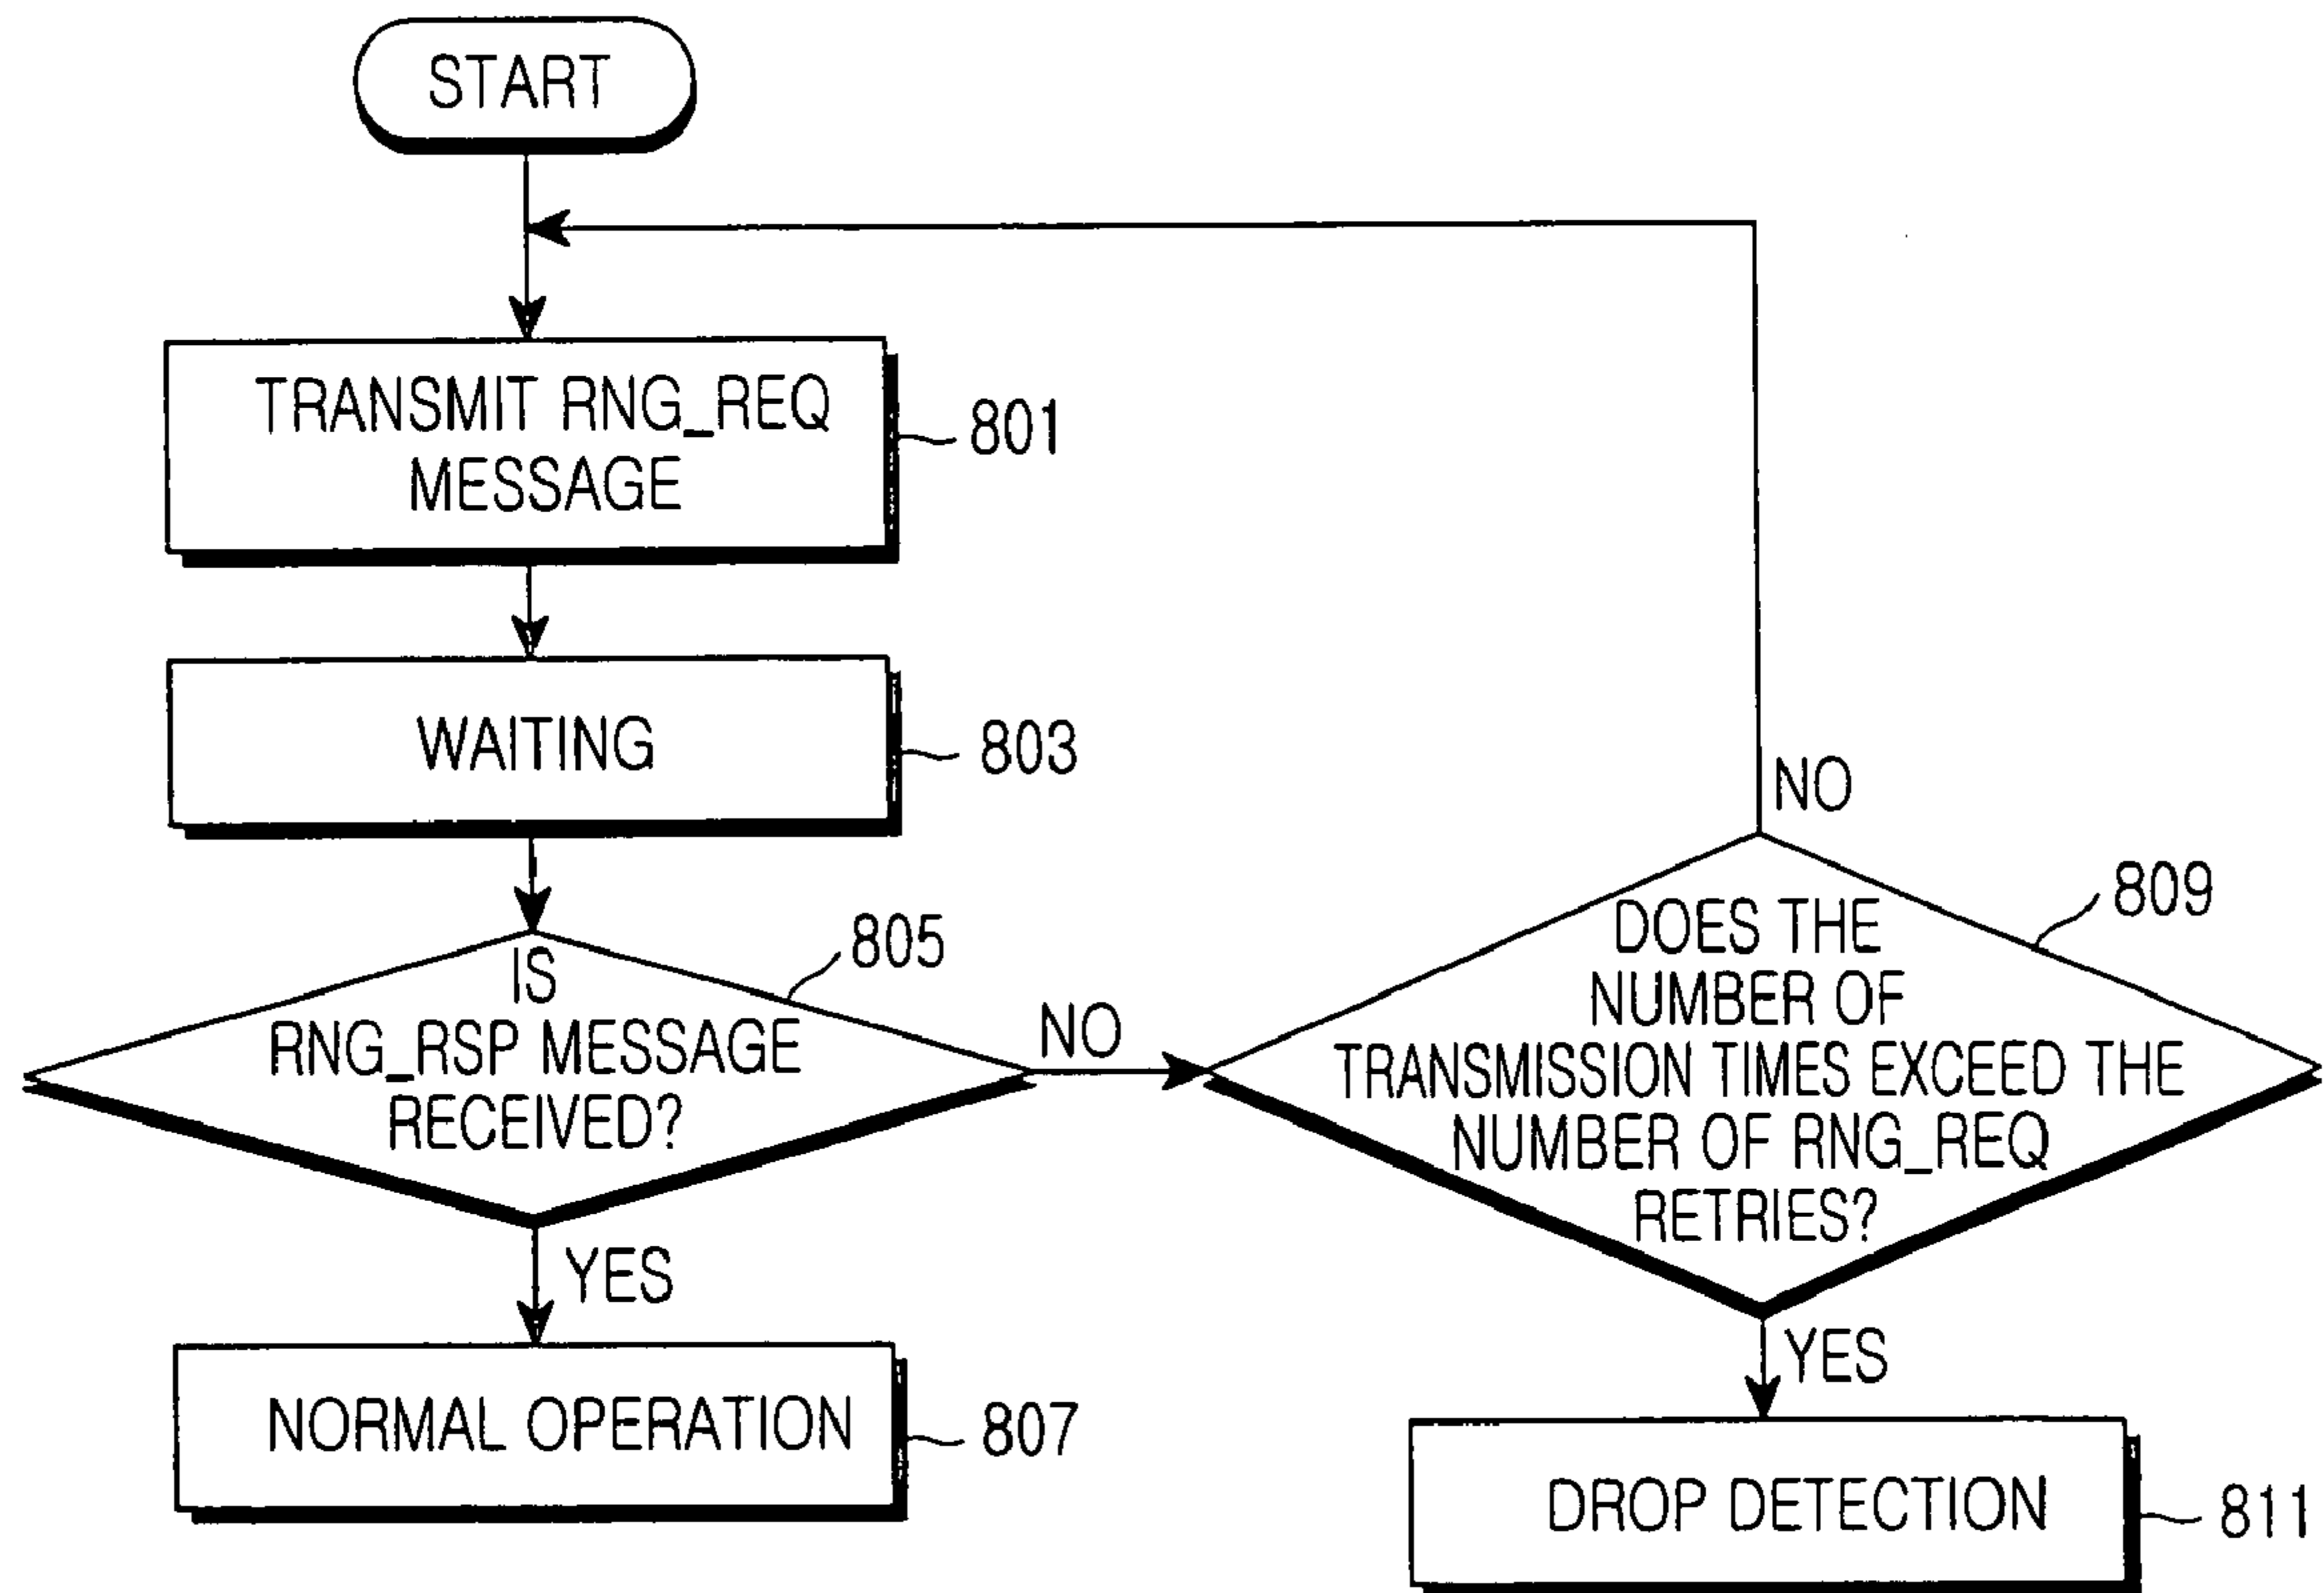 START
TRANSMIT RNG_REQ
MESSAGE
801
WAITING
803
IS
RNG_RSP MESSAGE
RECEIVED?
805
NO
YES
NORMAL OPERATION
807
NO
DOES THE
NUMBER OF
TRANSMISSION TIMES EXCEED THE
NUMBER OF RNG_REQ
RETRIES?
809
YES
DROP DETECTION
811